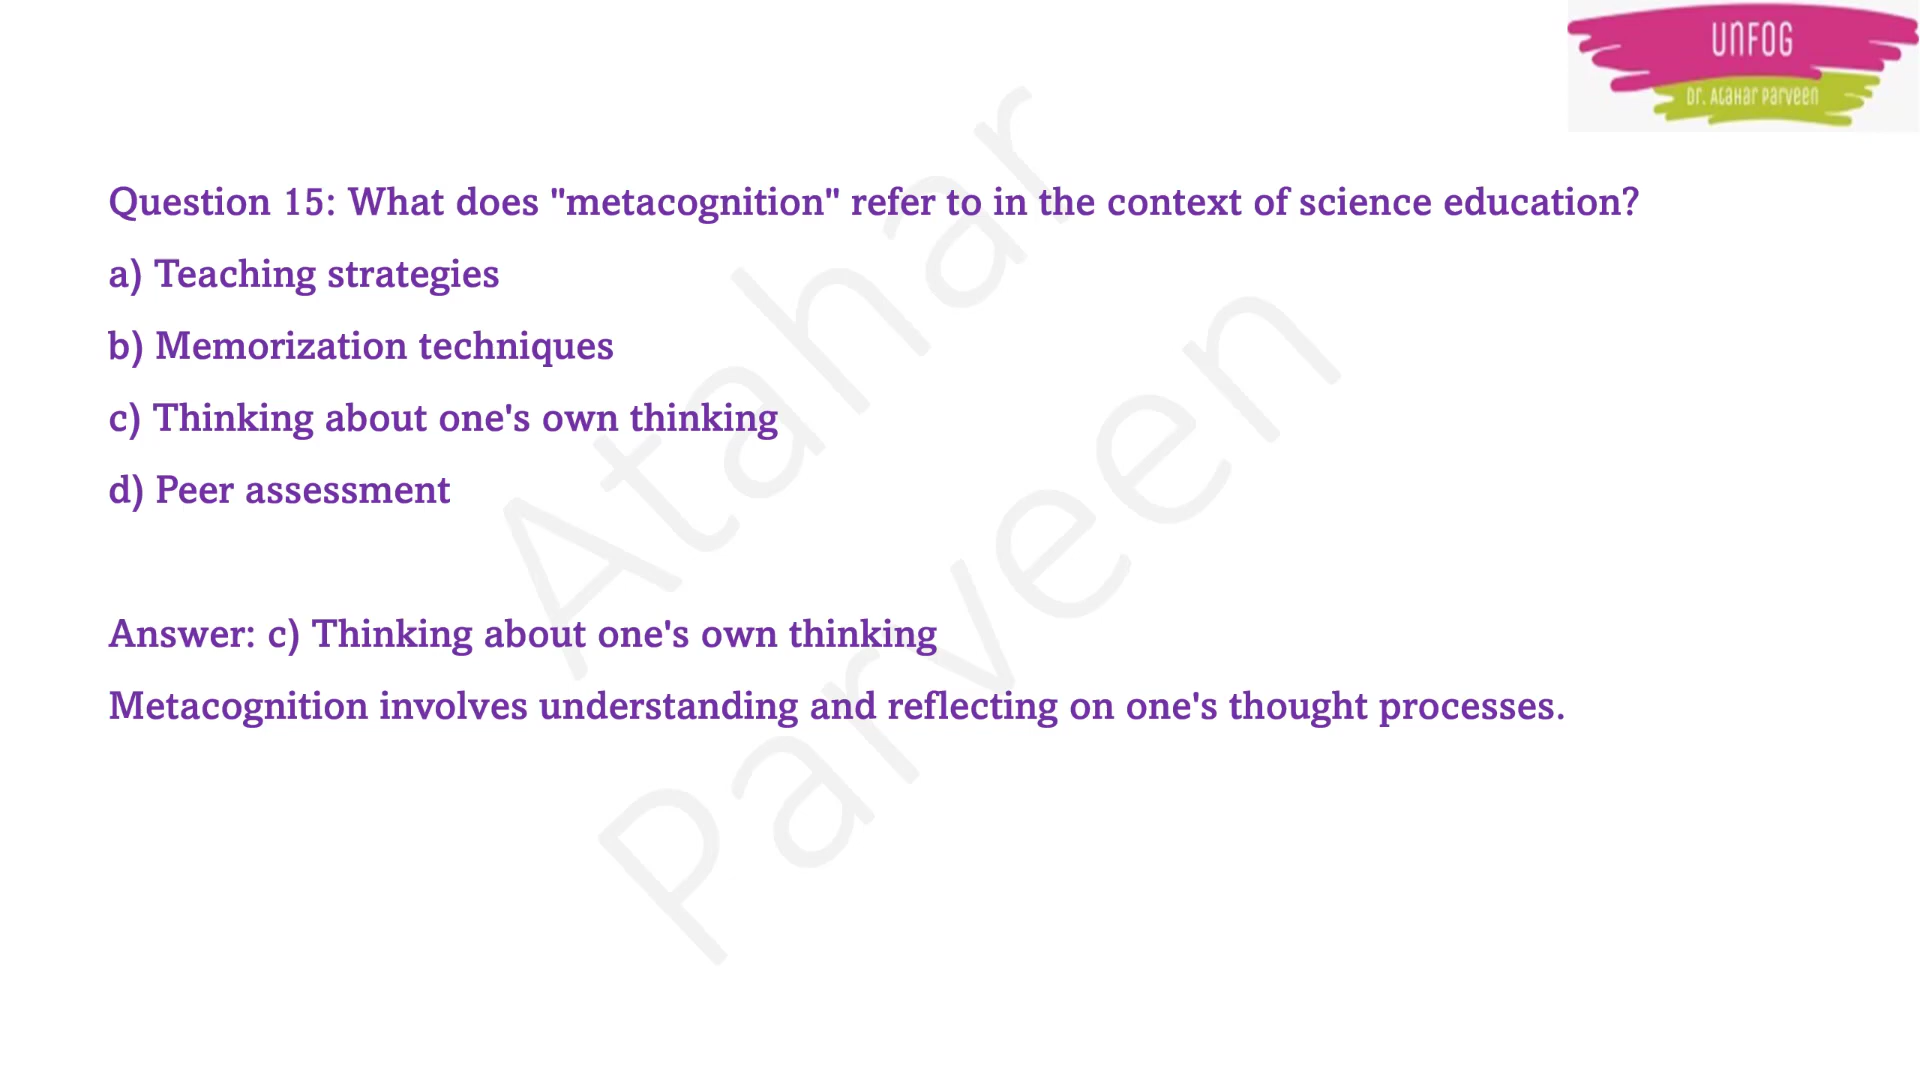 UNFOG
Dr. Atahar Parveen
Question 15: What does "metacognition" refer to in the context of science education?
a) Teaching strategies
b) Memorization techniques
c) Thinking about one's own thinking
d) Peer assessment
Answer: c) Thinking about one's own thinking
Metacognition involves understanding and reflecting on one's thought processes.
Atahar
Parveen